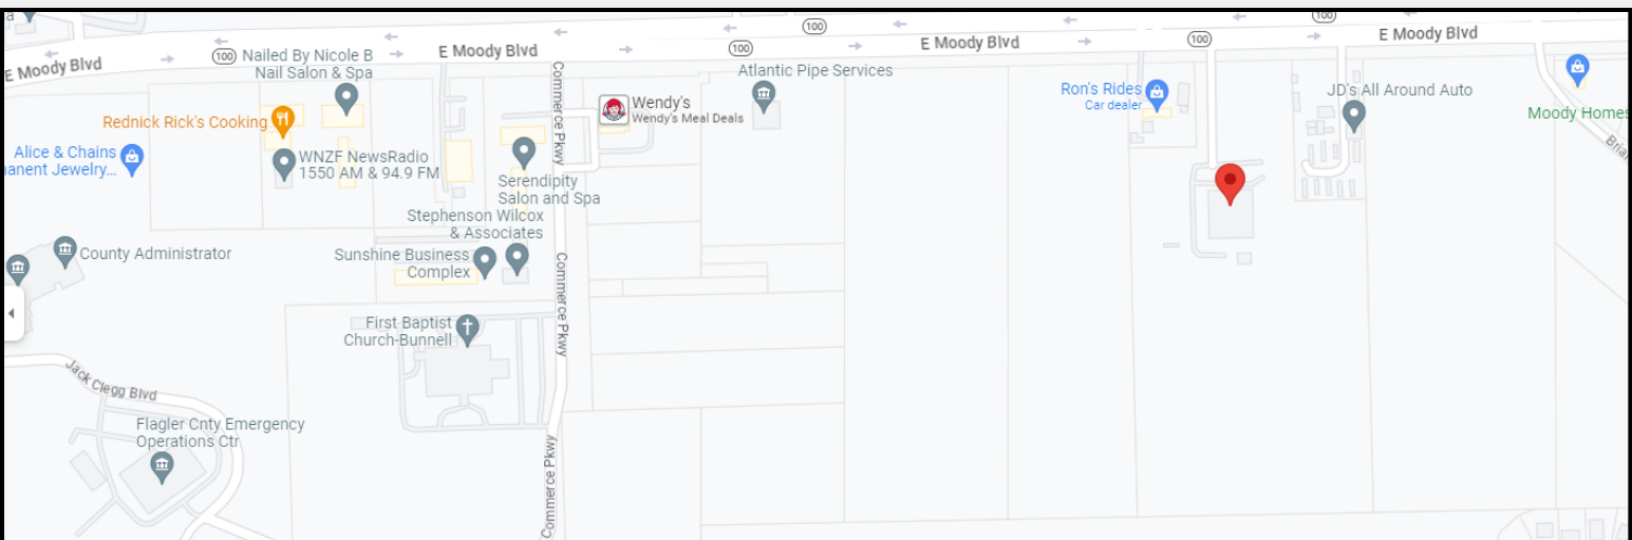 a
100
100
E Moody Blvd
100
E Moody Blvd
100
E Moody Blvd
100
E Moody Blvd
Nailed By Nicole B
Nail Salon & Spa
Commerce Pkwy
Atlantic Pipe Services
Ron's Rides
Car dealer
JD's All Around Auto
Moody Homes
Wendy's
Wendy's Meal Deals
Rednick Rick's Cooking
Alice & Chains
anent Jewelry...
WNZF NewsRadio
1550 AM & 94.9 FM
Serendipity
Salon and Spa
Stephenson Wilcox
& Associates
County Administrator
Sunshine Business
Complex
Commerce Pkwy
First Baptist
Church-Bunnell
Jack Clegg Blvd
Flagler Cnty Emergency
Operations Ctr
Commerce Pkwy